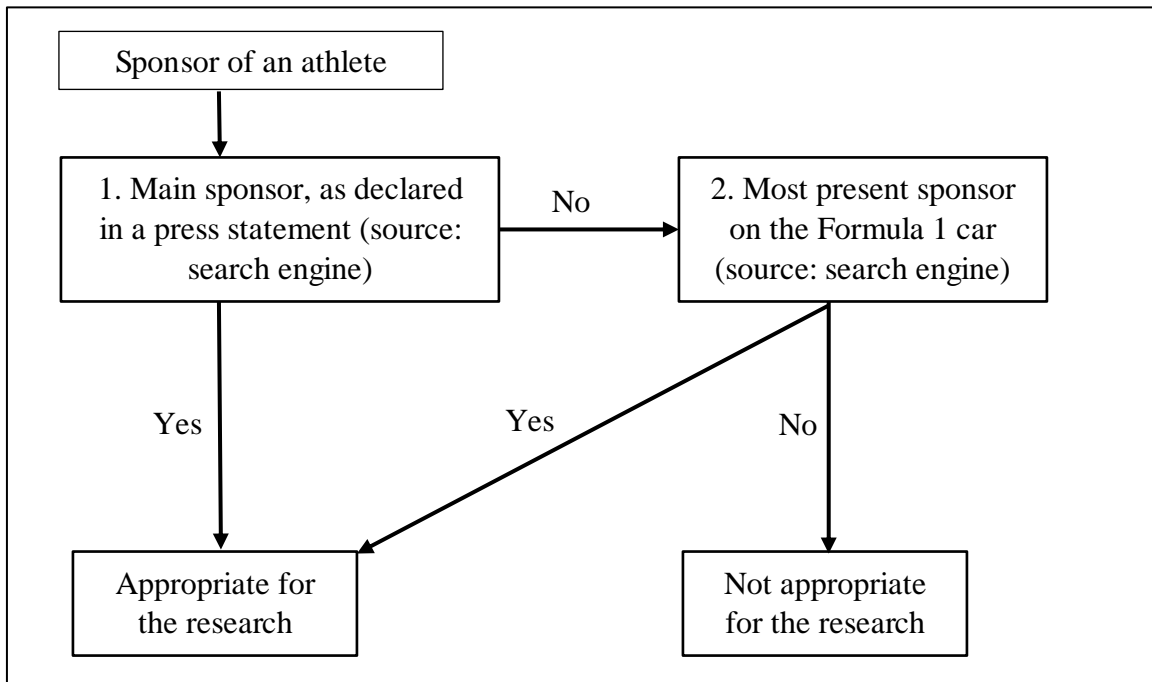 Sponsor of an athlete
1. Main sponsor, as declared
in a press statement (source:
search engine)
No
2. Most present sponsor
on the Formula 1 car
(source: search engine)
Yes
Yes
No
Appropriate for
the research
Not appropriate
for the research